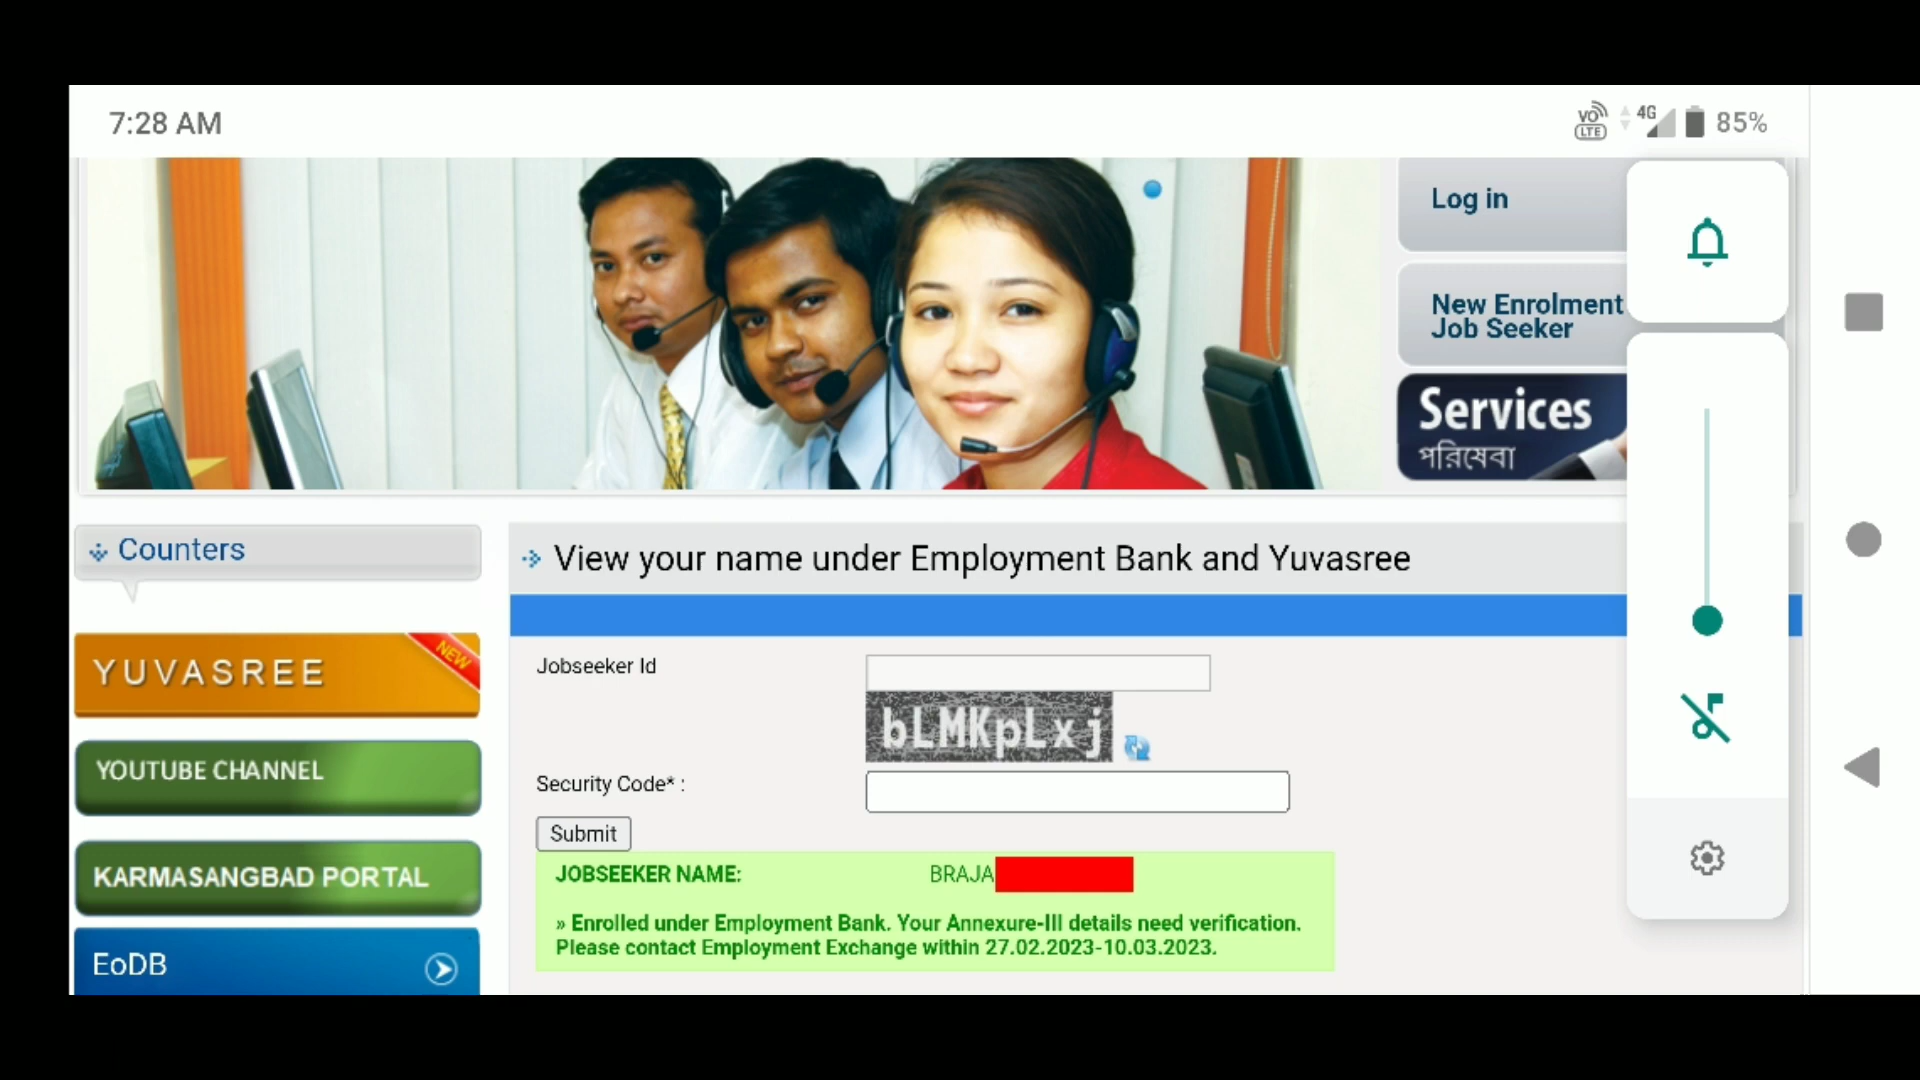 7:28 AM
VO LTE 4G 85%
Log in
New Enrolment
Job Seeker
Services
পরিষেবা
Counters
View your name under Employment Bank and Yuvasree
YUVASREE NEW
YOUTUBE CHANNEL
KARMASANGBAD PORTAL
EoDB
Jobseeker Id
bLMKpLxj
Security Code* :
Submit
JOBSEEKER NAME: BRAJA
» Enrolled under Employment Bank. Your Annexure-III details need verification.
Please contact Employment Exchange within 27.02.2023-10.03.2023.